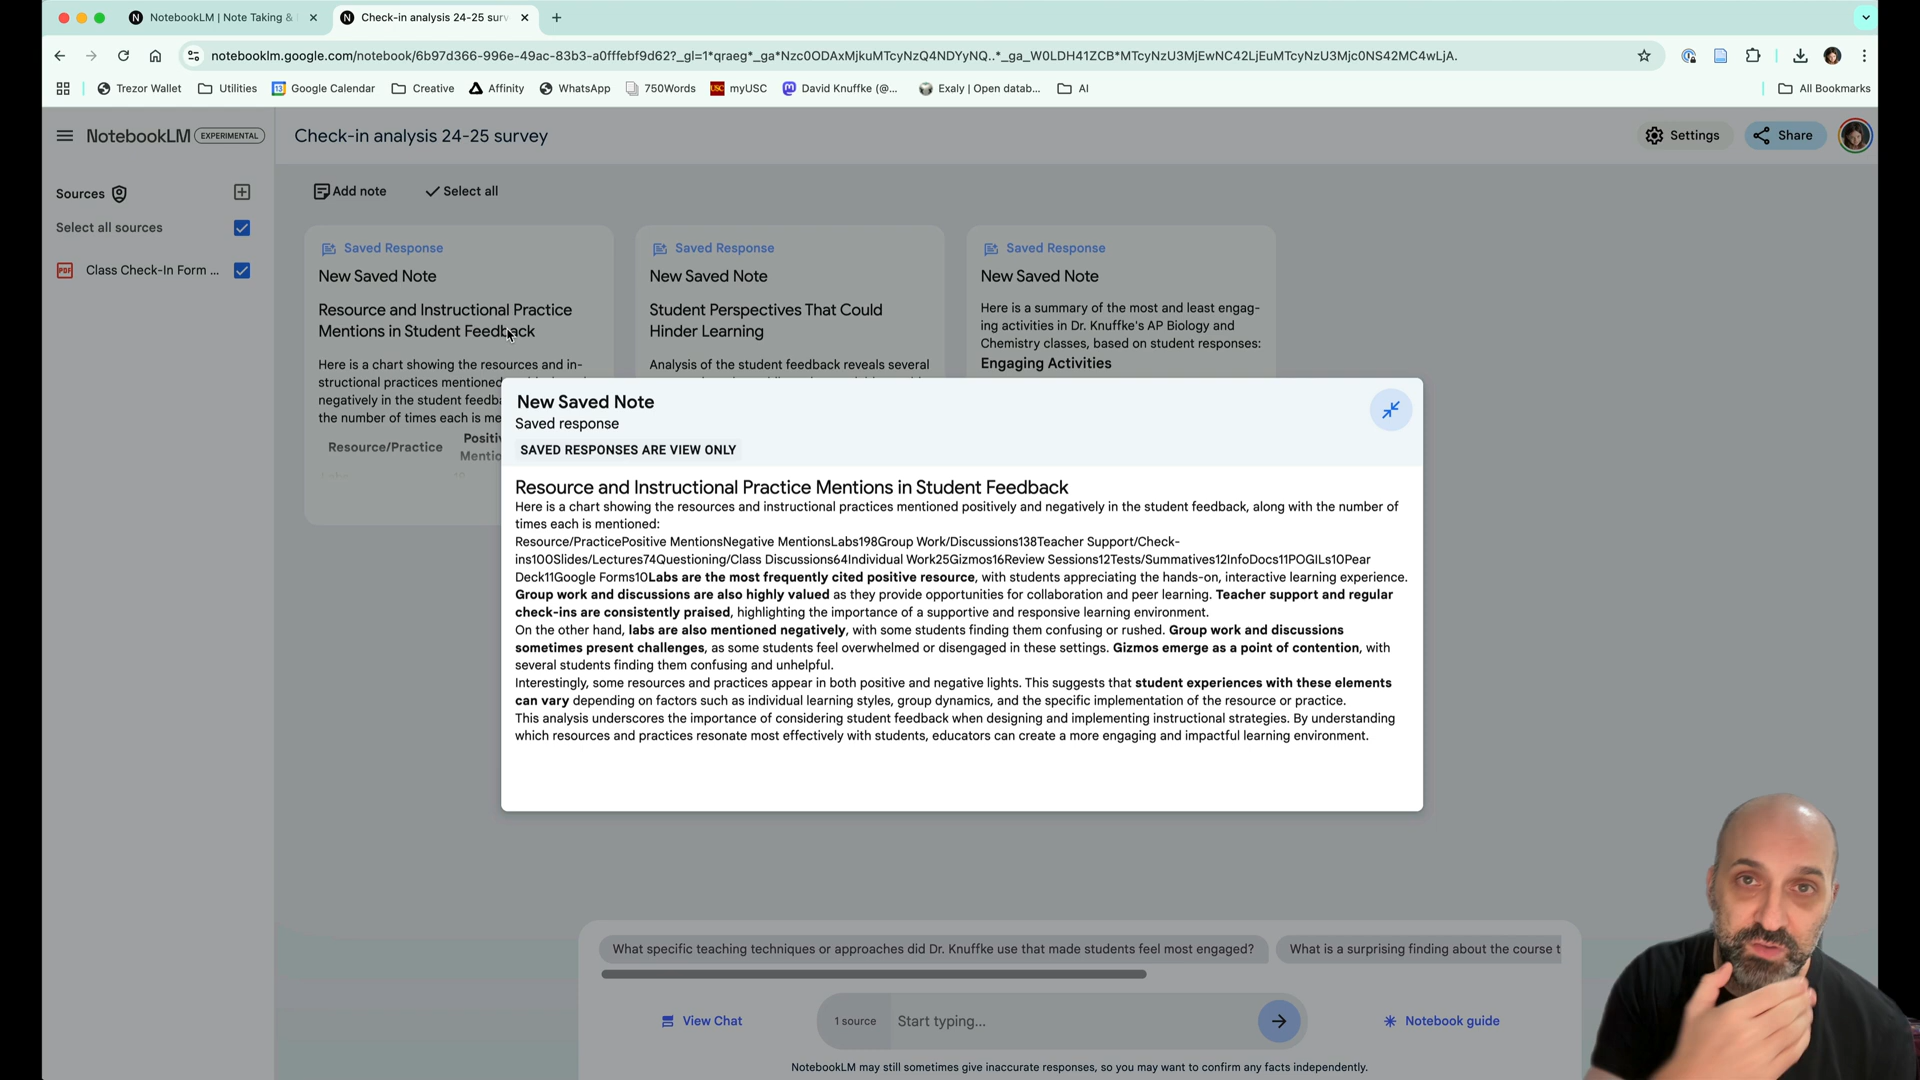 NotebookLM | Note Taking &
Check-in analysis 24-25 surv
notebooklm.google.com/notebook/6b97d366-996e-49ac-83b3-a0fffebf9d62?_gl=1*qraeg*_ga*Nzc0ODAxMjkuMTcyNzQ4NDYyNQ..*_ga_W0LDH41ZCB*MTcyNzU3MjEwNC42LjEuMTcyNzU3Mjc0NS42MC4wLjA.
Trezor Wallet Utilities Google Calendar Creative Affinity WhatsApp 750Words myUSC David Knuffke (@... Exaly | Open datab... AI All Bookmarks
NotebookLM EXPERIMENTAL
Check-in analysis 24-25 survey
Settings
Share
Sources
Select all sources
Class Check-In Form ...
Add note
Select all
Saved Response
New Saved Note
Resource and Instructional Practice
Mentions in Student Feedback
Here is a chart showing the resources and in-
structional practices mentioned
negatively in the student feedba
the number of times each is me
Resource/Practice
Positiv
Mentio
Saved Response
New Saved Note
Student Perspectives That Could
Hinder Learning
Analysis of the student feedback reveals several
Saved Response
New Saved Note
Here is a summary of the most and least engag-
ing activities in Dr. Knuffke's AP Biology and
Chemistry classes, based on student responses:
Engaging Activities
New Saved Note
Saved response
SAVED RESPONSES ARE VIEW ONLY
Resource and Instructional Practice Mentions in Student Feedback
Here is a chart showing the resources and instructional practices mentioned positively and negatively in the student feedback, along with the number of
times each is mentioned:
Resource/PracticePositive MentionsNegative MentionsLabs198Group Work/Discussions138Teacher Support/Check-
ins100Slides/Lectures74Questioning/Class Discussions64Individual Work25Gizmos16Review Sessions12Tests/Summatives12InfoDocs11POGILs10Pear
Deck11Google Forms10Labs are the most frequently cited positive resource, with students appreciating the hands-on, interactive learning experience.
Group work and discussions are also highly valued as they provide opportunities for collaboration and peer learning. Teacher support and regular
check-ins are consistently praised, highlighting the importance of a supportive and responsive learning environment.
On the other hand, labs are also mentioned negatively, with some students finding them confusing or rushed. Group work and discussions
sometimes present challenges, as some students feel overwhelmed or disengaged in these settings. Gizmos emerge as a point of contention, with
several students finding them confusing and unhelpful.
Interestingly, some resources and practices appear in both positive and negative lights. This suggests that student experiences with these elements
can vary depending on factors such as individual learning styles, group dynamics, and the specific implementation of the resource or practice.
This analysis underscores the importance of considering student feedback when designing and implementing instructional strategies. By understanding
which resources and practices resonate most effectively with students, educators can create a more engaging and impactful learning environment.
What specific teaching techniques or approaches did Dr. Knuffke use that made students feel most engaged?
What is a surprising finding about the course t
View Chat
1 source
Start typing...
Notebook guide
NotebookLM may still sometimes give inaccurate responses, so you may want to confirm any facts independently.